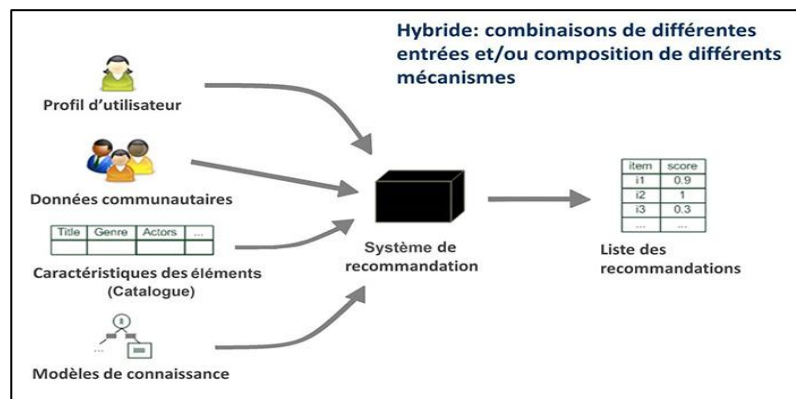 Hybride: combinaisons de différentes
entrées et/ou composition de différents
mécanismes
Profil d'utilisateur
Données communautaires
Title Genre Actors ...
Caractéristiques des éléments
(Catalogue)
...
Modèles de connaissance
Système de
recommandation
item score
i1 0.9
i2 1
i3 0.3
... ...
Liste des
recommandations